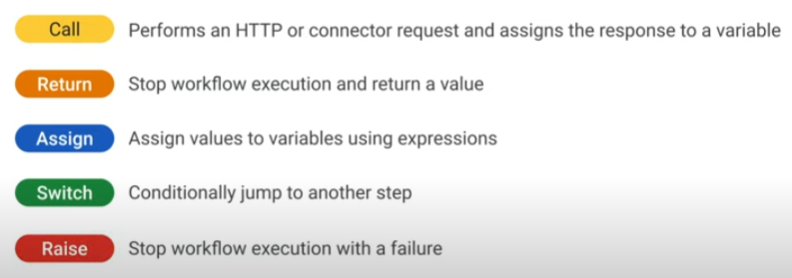 Call Performs an HTTP or connector request and assigns the response to a variable
Return Stop workflow execution and return a value
Assign Assign values to variables using expressions
Switch Conditionally jump to another step
Raise Stop workflow execution with a failure